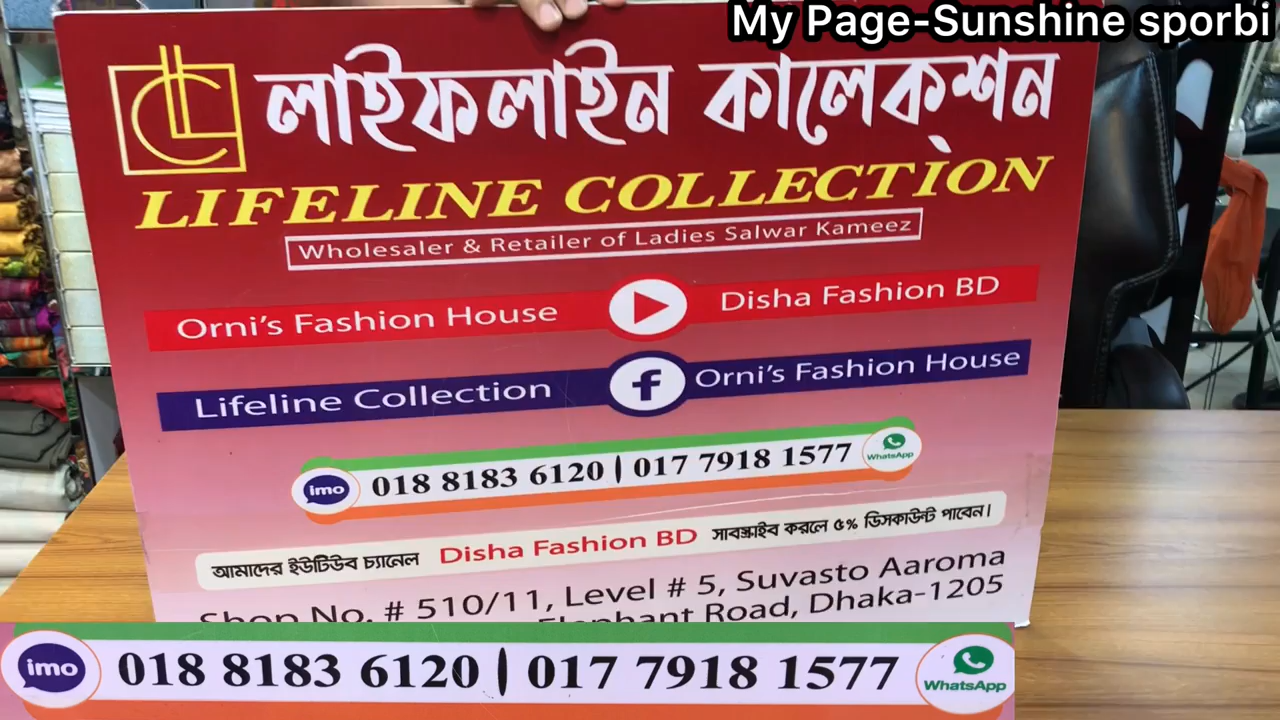 My Page-Sunshine sporbi
লাইফলাইন কালেকশন
LIFELINE COLLECTION
Wholesaler & Retailer of Ladies Salwar Kameez
Orni's Fashion House Disha Fashion BD
Lifeline Collection f Orni's Fashion House
imo 018 8183 6120 | 017 7918 1577 WhatsApp
আমাদের ইউটিউব চ্যানেল Disha Fashion BD সাবস্ক্রাইব করলে ৫% ডিসকাউন্ট পাবেন।
Shop No. # 510/11, Level # 5, Suvasto Aaroma
Elephant Road, Dhaka-1205
imo 018 8183 6120 | 017 7918 1577 WhatsApp